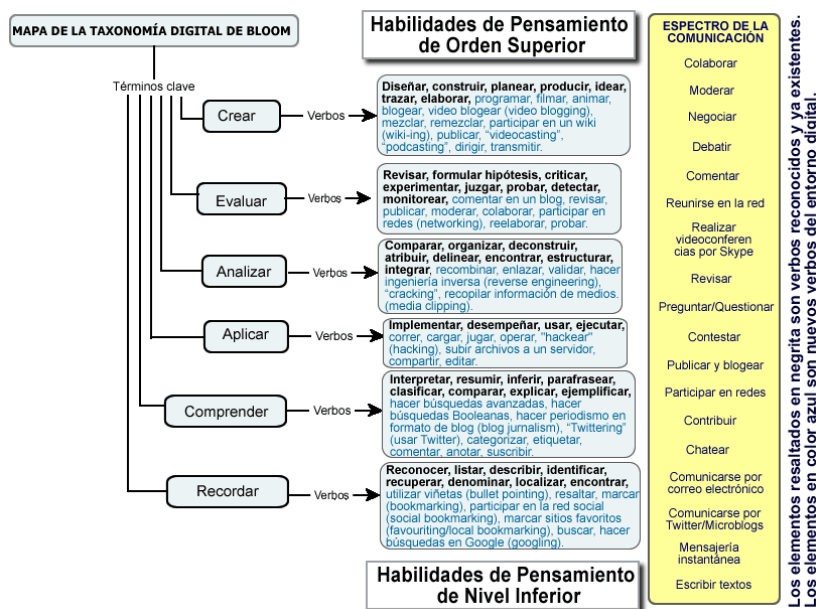 MAPA DE LA TAXONOMÍA DIGITAL DE BLOOM
Habilidades de Pensamiento
de Orden Superior
Términos clave
Crear
Verbos
Diseñar, construir, planear, producir, idear,
trazar, elaborar, programar, filmar, animar,
blogear, video blogear (video blogging),
mezclar, remezclar, participar en un wiki
(wiki-ing), publicar, “videocasting”,
“podcasting”, dirigir, transmitir.
Evaluar
Verbos
Revisar, formular hipótesis, criticar,
experimentar, juzgar, probar, detectar,
monitorear, comentar en un blog, revisar,
publicar, moderar, colaborar, participar en
redes (networking), reelaborar, probar.
Analizar
Verbos
Comparar, organizar, deconstruir,
atribuir, delinear, encontrar, estructurar,
integrar, recombinar, enlazar, validar, hacer
ingeniería inversa (reverse engineering),
“cracking”, recopilar información de medios.
(media clipping).
Aplicar
Verbos
Implementar, desempeñar, usar, ejecutar,
correr, cargar, jugar, operar, "hackear"
(hacking), subir archivos a un servidor,
compartir, editar.
Comprender
Verbos
Interpretar, resumir, inferir, parafrasear,
clasificar, comparar, explicar, ejemplificar,
hacer búsquedas avanzadas, hacer
búsquedas Booleanas, hacer periodismo en
formato de blog (blog jurnalism), “Twittering”
(usar Twitter), categorizar, etiquetar,
comentar, anotar, suscribir.
Recordar
Verbos
Reconocer, listar, describir, identificar,
recuperar, denominar, localizar, encontrar,
utilizar viñetas (bullet pointing), resaltar, marcar
(bookmarking), participar en la red social
(social bookmarking), marcar sitios favoritos
(favouriting/local bookmarking), buscar, hacer
búsquedas en Google (googling).
Habilidades de Pensamiento
de Nivel Inferior
ESPECTRO DE LA
COMUNICACIÓN
Colaborar
Moderar
Negociar
Debatir
Comentar
Reunirse en la red
Realizar
videoconferen
cias por Skype
Revisar
Preguntar/Questionar
Contestar
Publicar y blogear
Participar en redes
Contribuir
Chatear
Comunicarse por
correo electrónico
Comunicarse por
Twitter/Microblogs
Mensajería
instantánea
Escribir textos
Los elementos resaltados en negrita son verbos reconocidos y ya existentes.
Los elementos en color azul son nuevos verbos del entorno digital.